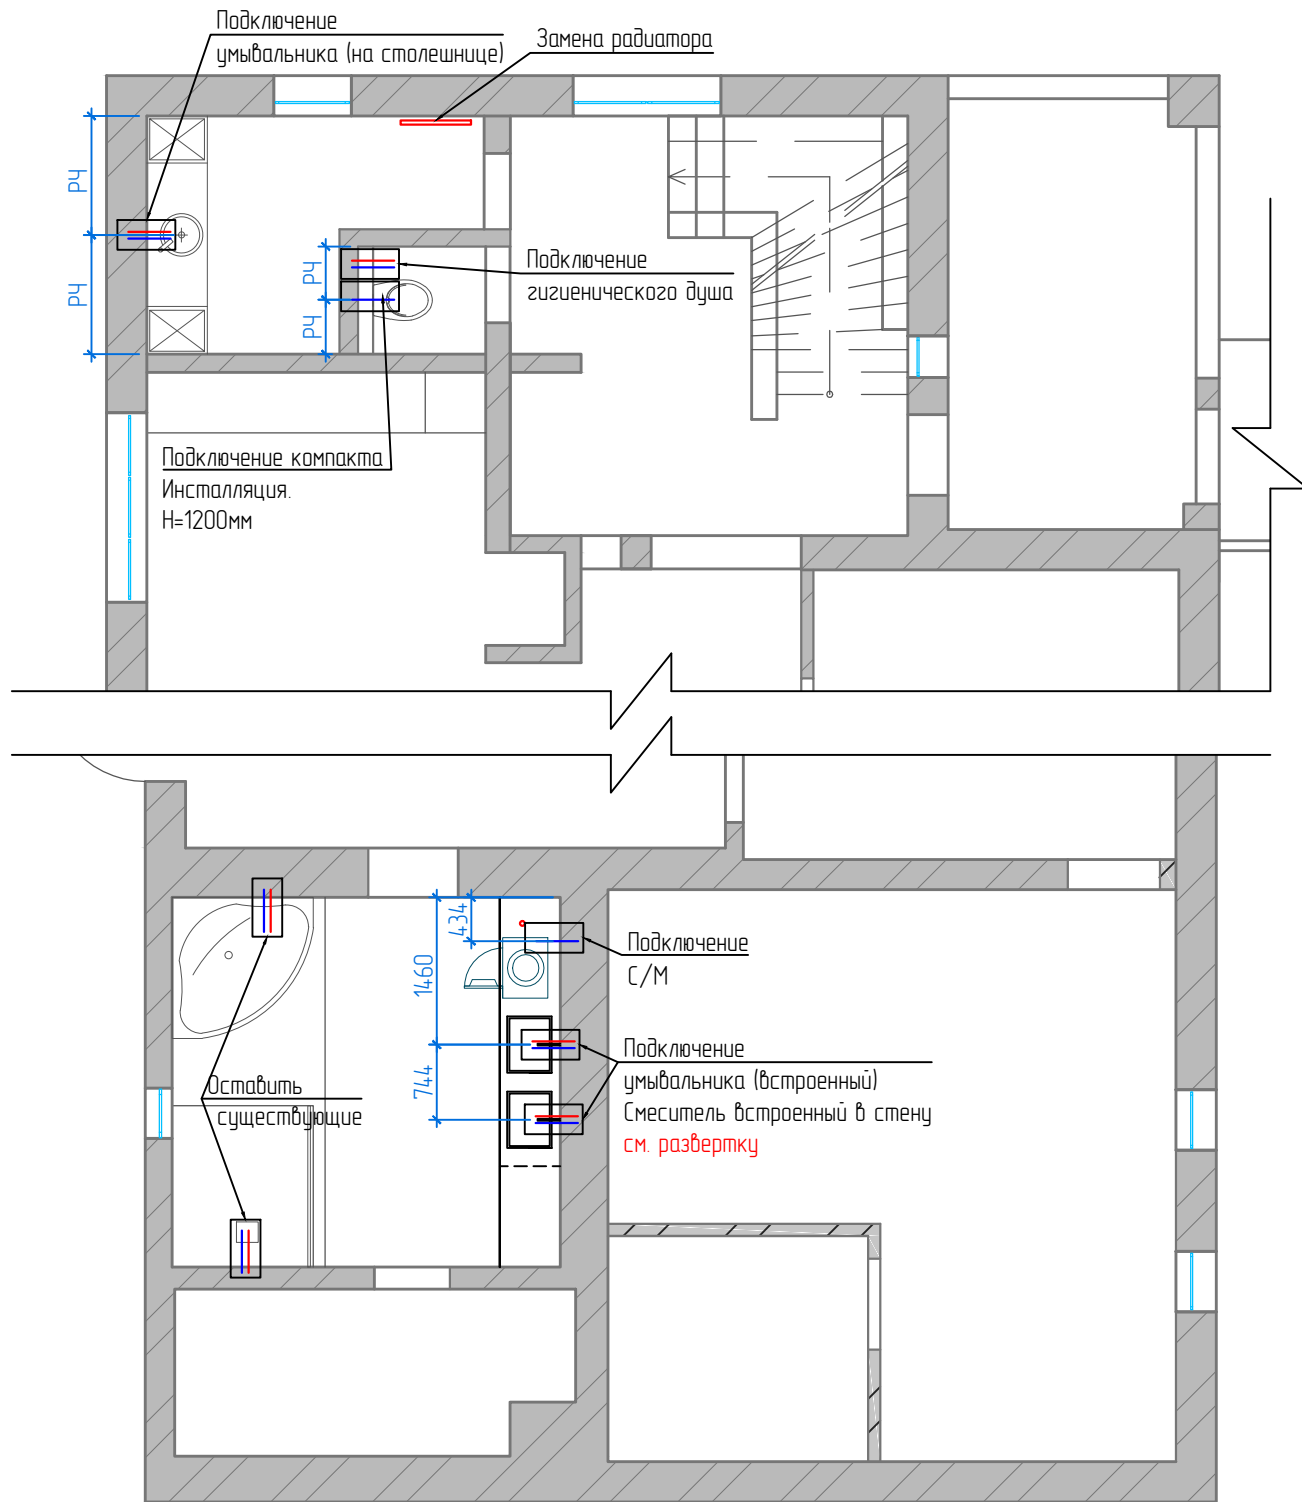 Подключение
умывальника (на столешнице)
Замена радиатора
РЧ
РЧ
РЧ
РЧ
Подключение
гигиенического душа
Подключение компакта
Инсталляция.
Н=1200мм
434
1460
744
Подключение
С/М
Подключение
умывальника (встроенный)
Смеситель встроенный в стену
см. развертку
Оставить
существующие